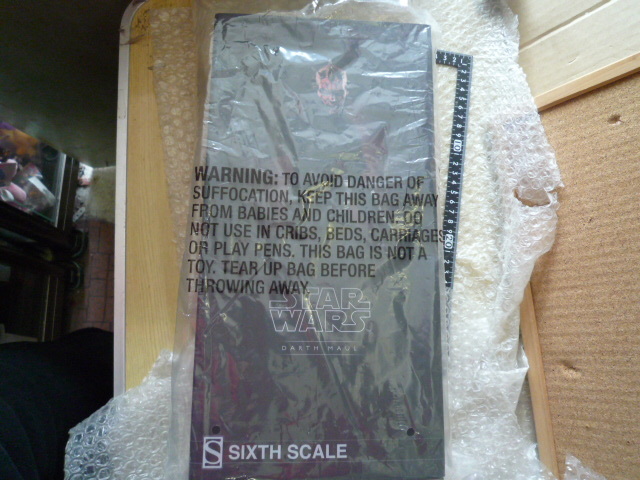 WARNING: TO AVOID DANGER OF
SUFFOCATION, KEEP THIS BAG AWAY
FROM BABIES AND CHILDREN. DO
NOT USE IN CRIBS, BEDS, CARRIAGES
OR PLAY PENS. THIS BAG IS NOT A
TOY. TEAR UP BAG BEFORE
THROWING AWAY.
STAR
WARS
DARTH MAUL
S SIXTH SCALE